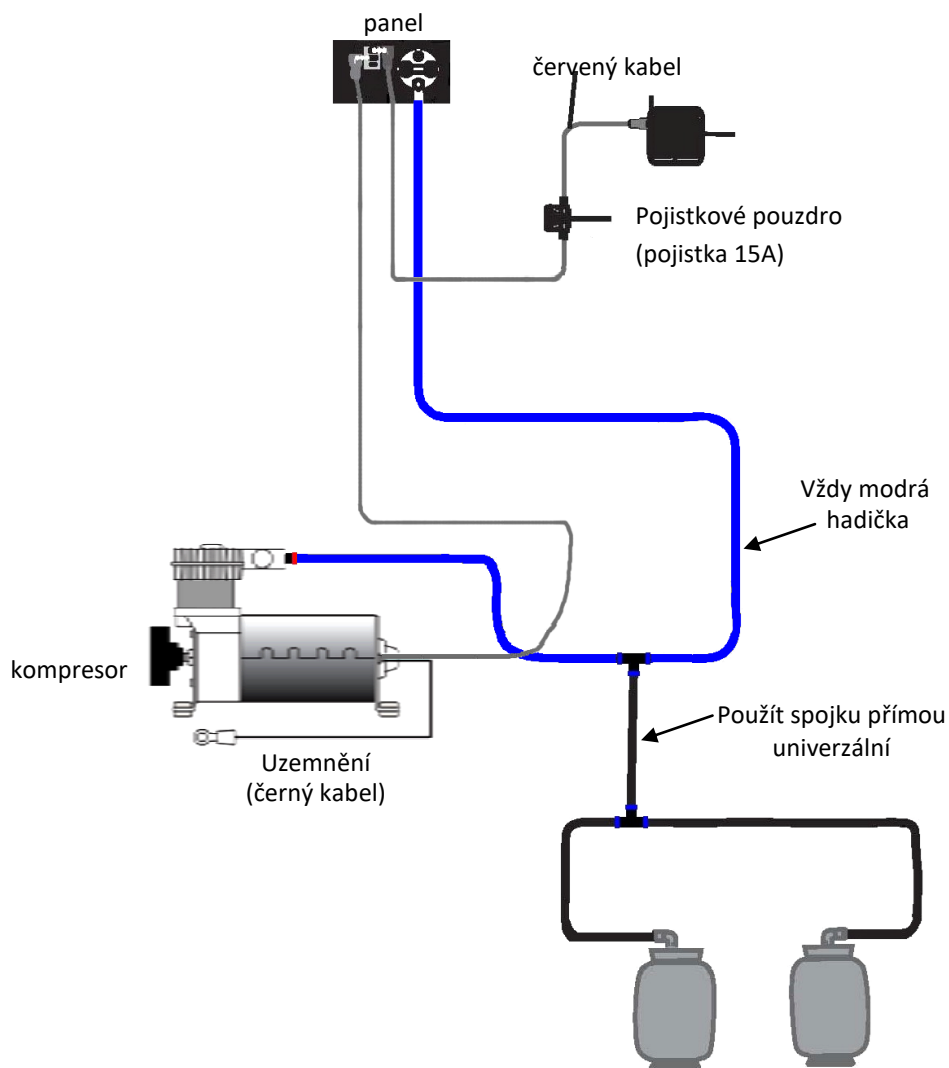 panel
červený kabel
Pojistkové pouzdro
(pojistka 15A)
Vždy modrá
hadička
kompresor
Použít spojku přímou
univerzální
Uzemnění
(černý kabel)